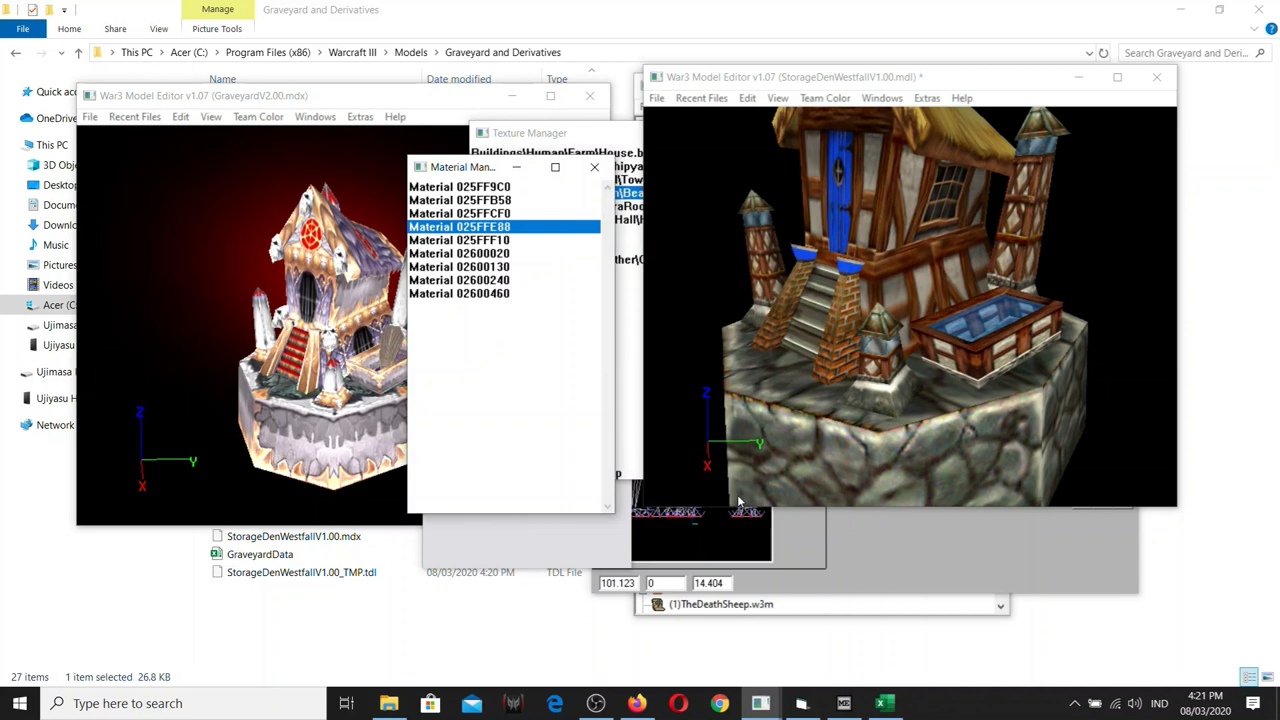 Manage
Graveyard and Derivatives
File
Home
Share
View
Picture Tools
This PC
Acer (C:)
Program Files (x86)
Warcraft III
Models
Graveyard and Derivatives
Search Graveyard and Deri...
Name
Date modified
Type
Quick acc
OneDrive
This PC
3D Obje
Desktop
Docume
Downlo
Music
Pictures
Videos
Acer (C:
Ujimasa
Ujiyasu
Ujimasa
Ujiyasu H
Network
War3 Model Editor v1.07 (GraveyardV2.00.mdx)
File
Recent Files
Edit
View
Team Color
Windows
Extras
Help
Z
Y
X
Texture Manager
Buildings\Human\Farm\House.b
Material Man...
Material 025FF9C0
Material 025FFB58
Material 025FFCF0
Material 025FFE88
Material 025FFF10
Material 02600020
Material 02600130
Material 02600240
Material 02600460
War3 Model Editor v1.07 (StorageDenWestfallV1.00.mdl) *
File
Recent Files
Edit
View
Team Color
Windows
Extras
Help
Z
Y
X
StorageDenWestfallV1.00.mdx
GraveyardData
StorageDenWestfallV1.00_TMP.tdl
08/03/2020 4:20 PM
TDL File
101.123
0
14.404
(1)TheDeathSheep.w3m
27 items
1 item selected
26.8 KB
Type here to search
ME
IND
4:21 PM
08/03/2020